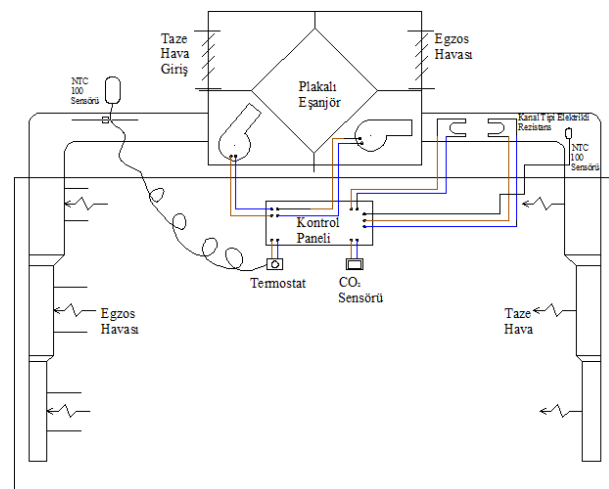 Taze
Hava
Giriş
Egzos
Havası
Plakalı
Eşanjör
NTC
100
Sensörü
Kanal Tipi Elektrikli
Rezistans
NTC
100
Sensörü
Kontrol
Paneli
Termostat
CO₂
Sensörü
Egzos
Havası
Taze
Hava